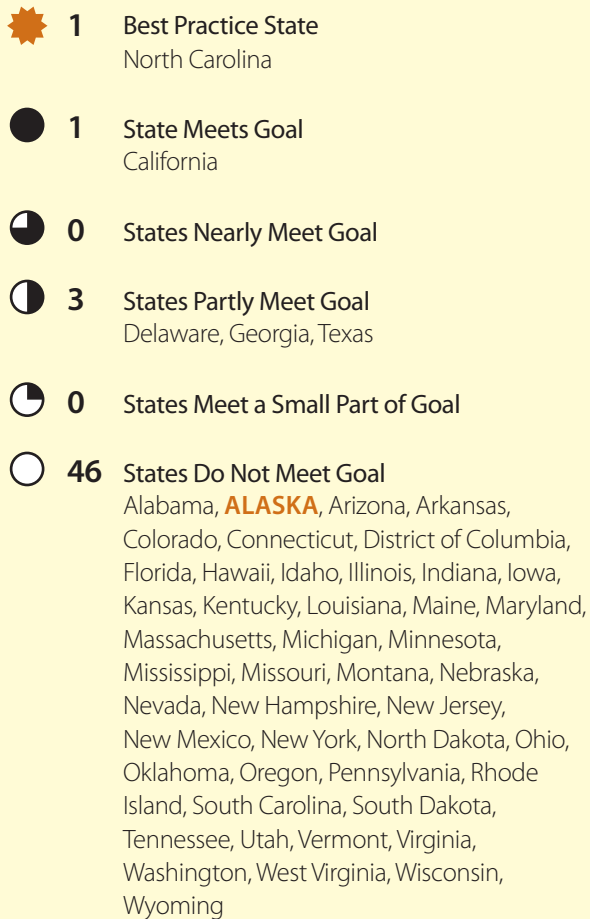 1 Best Practice State
North Carolina
1 State Meets Goal
California
0 States Nearly Meet Goal
3 States Partly Meet Goal
Delaware, Georgia, Texas
0 States Meet a Small Part of Goal
46 States Do Not Meet Goal
Alabama, ALASKA, Arizona, Arkansas,
Colorado, Connecticut, District of Columbia,
Florida, Hawaii, Idaho, Illinois, Indiana, Iowa,
Kansas, Kentucky, Louisiana, Maine, Maryland,
Massachusetts, Michigan, Minnesota,
Mississippi, Missouri, Montana, Nebraska,
Nevada, New Hampshire, New Jersey,
New Mexico, New York, North Dakota, Ohio,
Oklahoma, Oregon, Pennsylvania, Rhode
Island, South Carolina, South Dakota,
Tennessee, Utah, Vermont, Virginia,
Washington, West Virginia, Wisconsin,
Wyoming